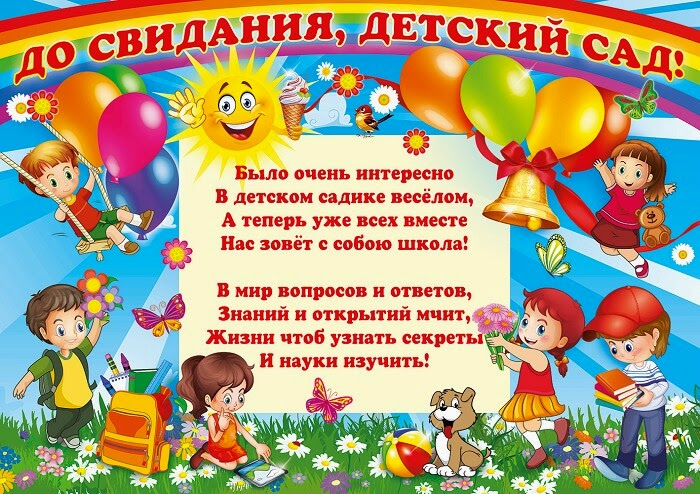 ДО СВИДАНИЯ, ДЕТСКИЙ САД!
Было очень интересно
В детском садике весёлом,
А теперь уже всех вместе
Нас зовёт с собою школа!
В мир вопросов и ответов,
Знаний и открытий мчит,
Жизни чтоб узнать секреты
И науки изучить!